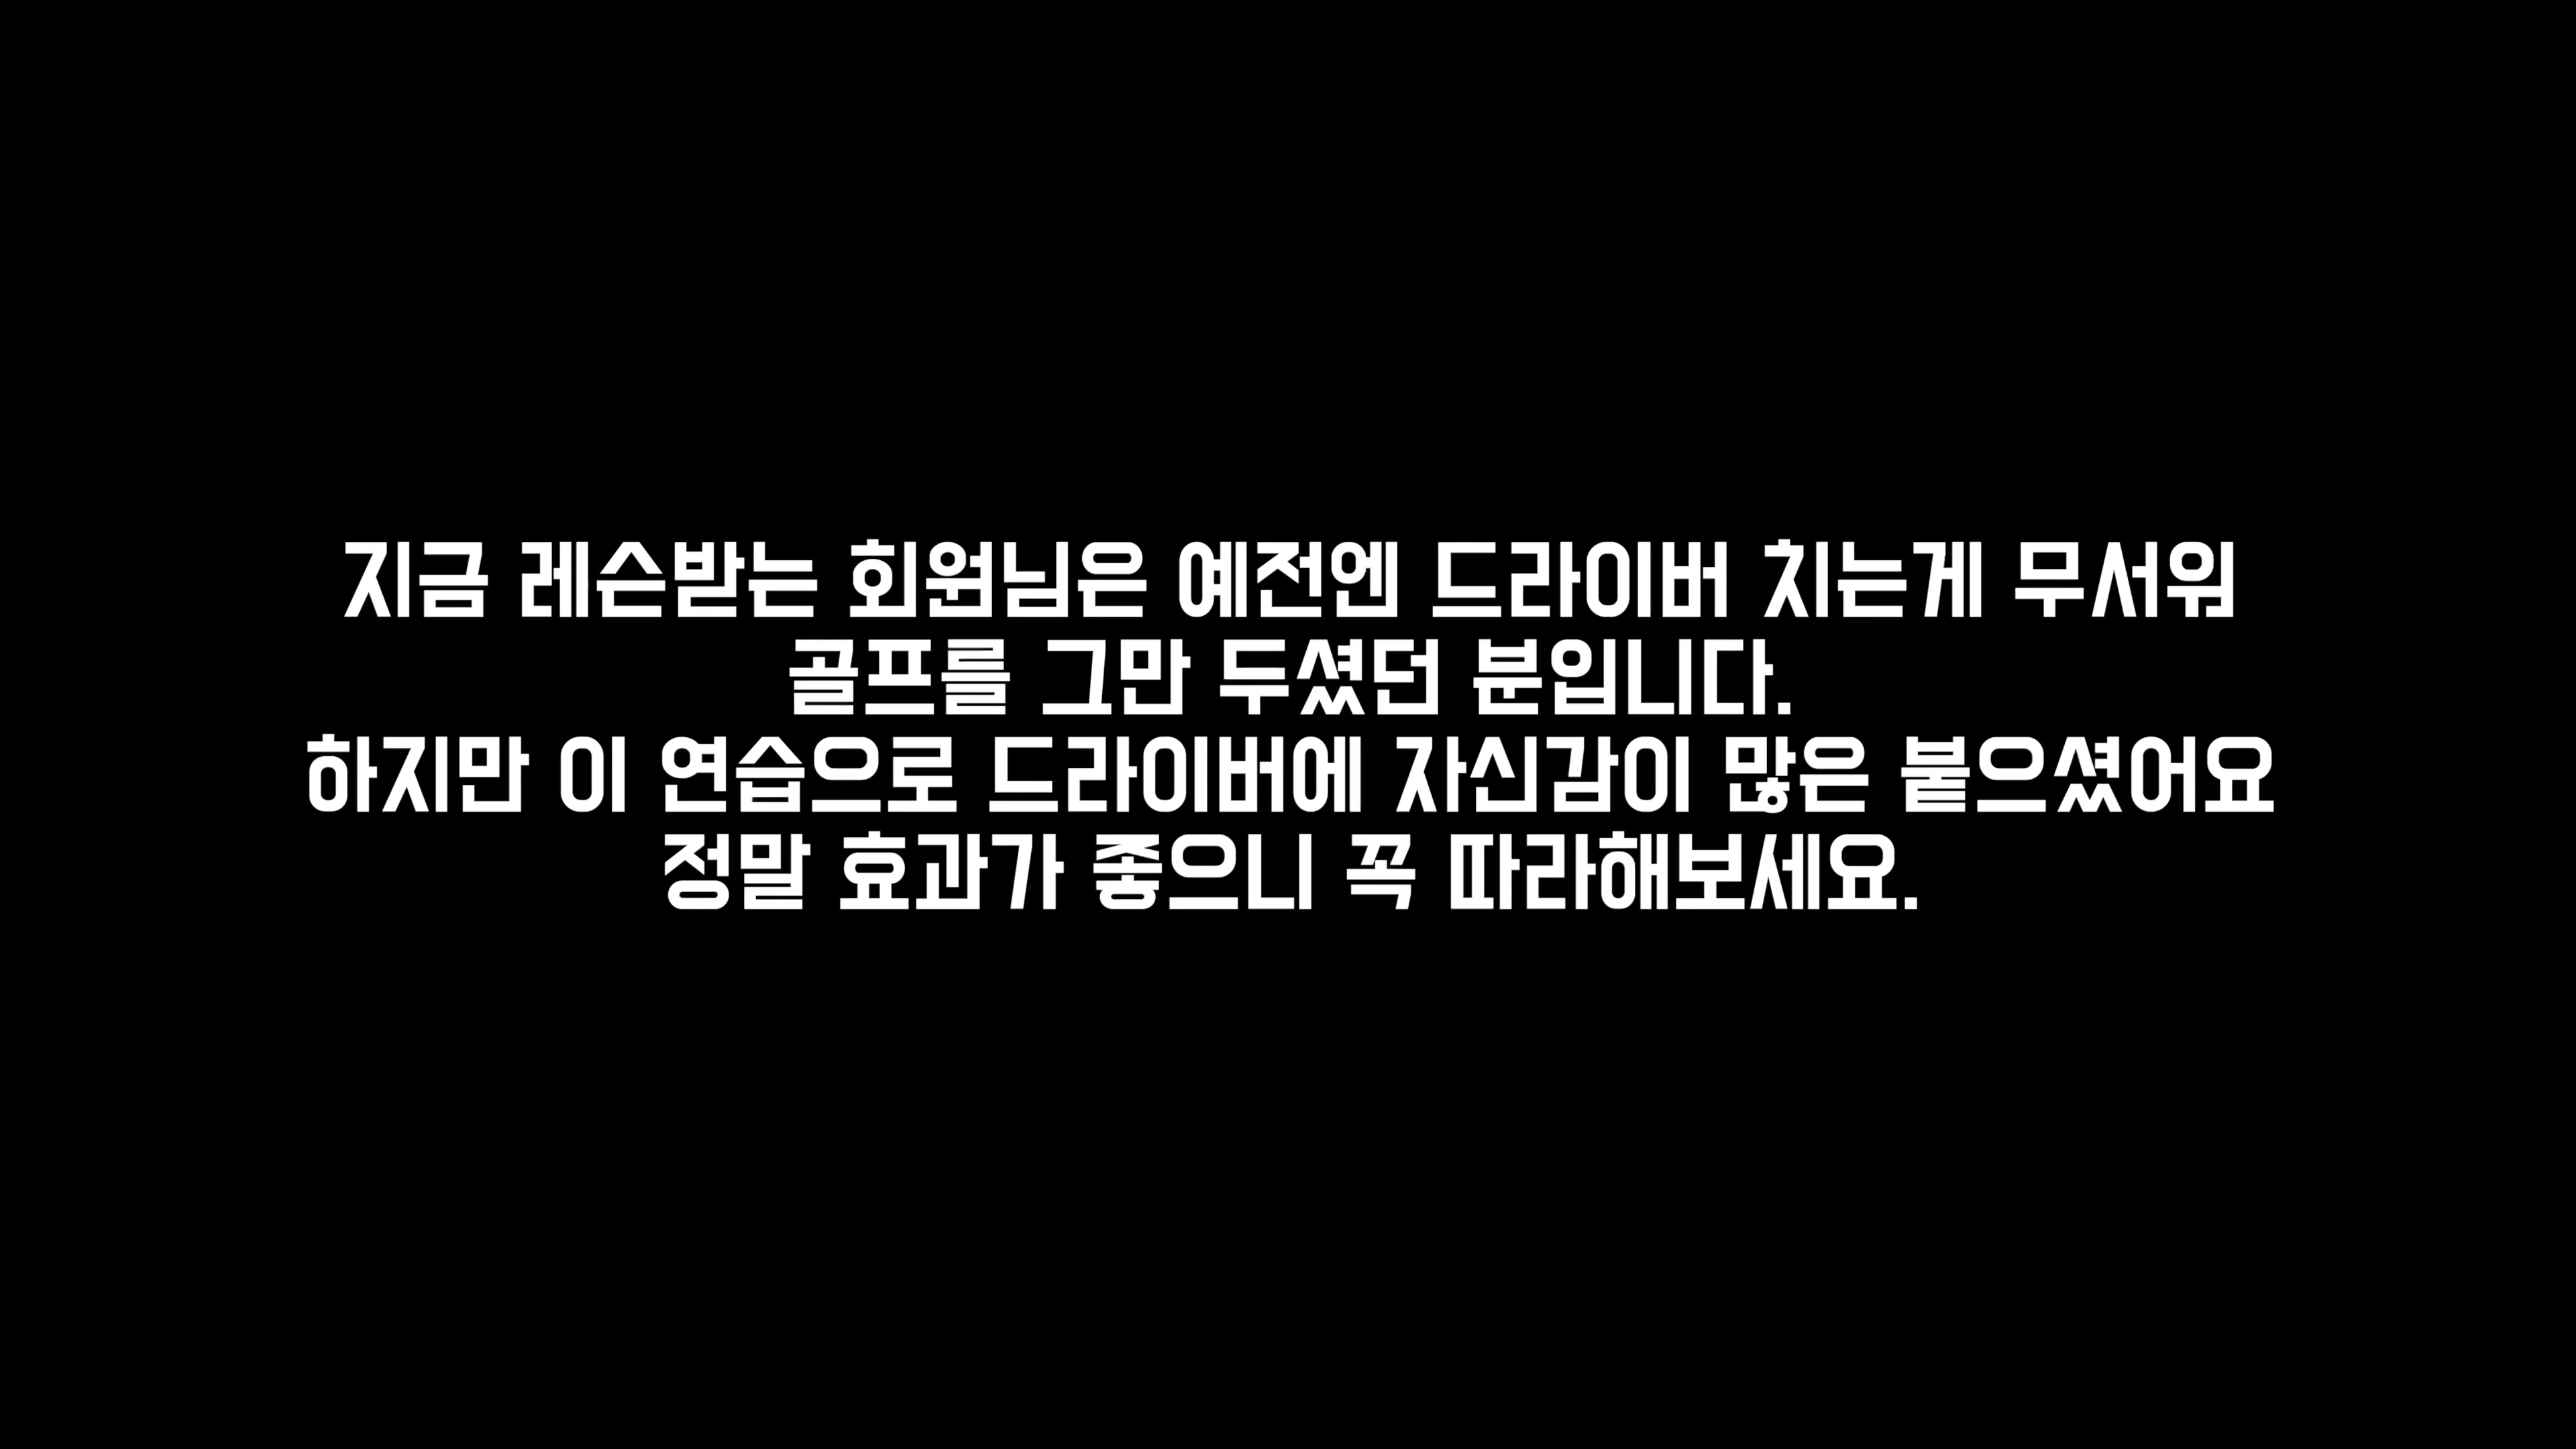 지금 레슨받는 회원님은 예전엔 드라이버 치는게 무서워
골프를 그만 두셨던 분입니다.
하지만 이 연습으로 드라이버에 자신감이 많은 붙으셨어요
정말 효과가 좋으니 꼭 따라해보세요.